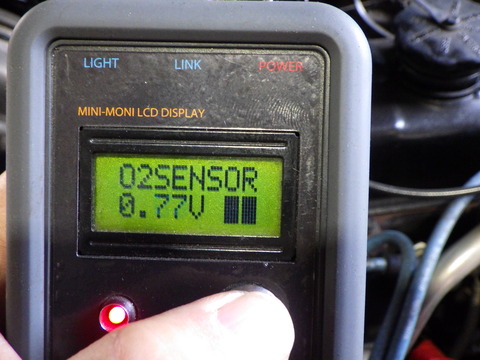 LIGHT LINK POWER
MINI-MONI LCD DISPLAY
O2SENSOR
0.77V